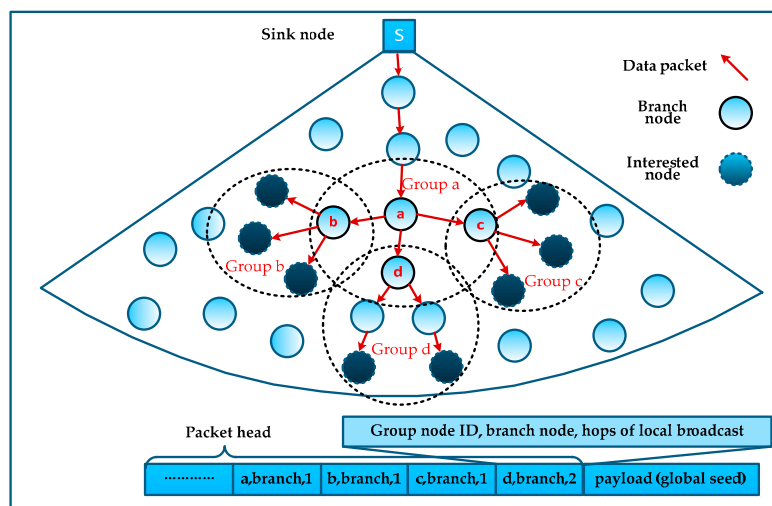 Sink node
S
Data packet
Branch
node
Interested
node
Group a
a
b
c
Group b
Group c
d
Group d
Packet head
Group node ID, branch node, hops of local broadcast
............ a,branch,1 b,branch,1 c,branch,1 d,branch,2 payload (global seed)